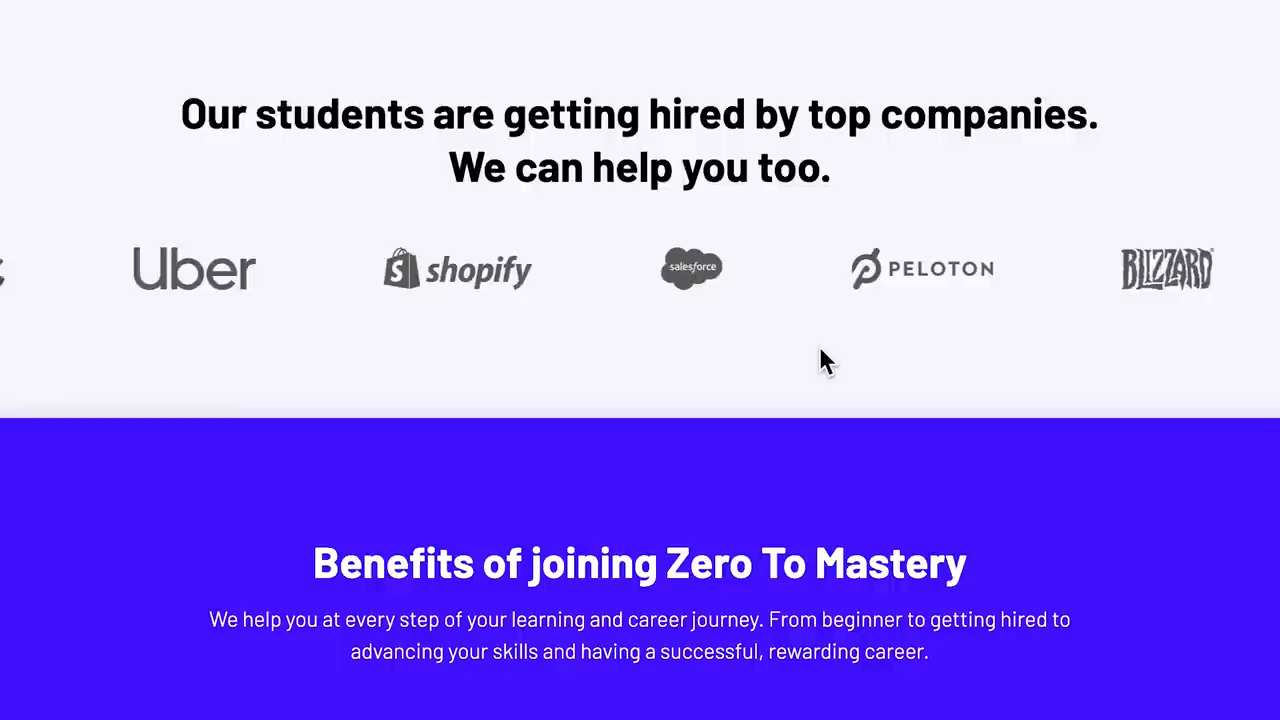 Our students are getting hired by top companies.
We can help you too.
Uber shopify salesforce PELOTON BLIZZARD
Benefits of joining Zero To Mastery
We help you at every step of your learning and career journey. From beginner to getting hired to
advancing your skills and having a successful, rewarding career.